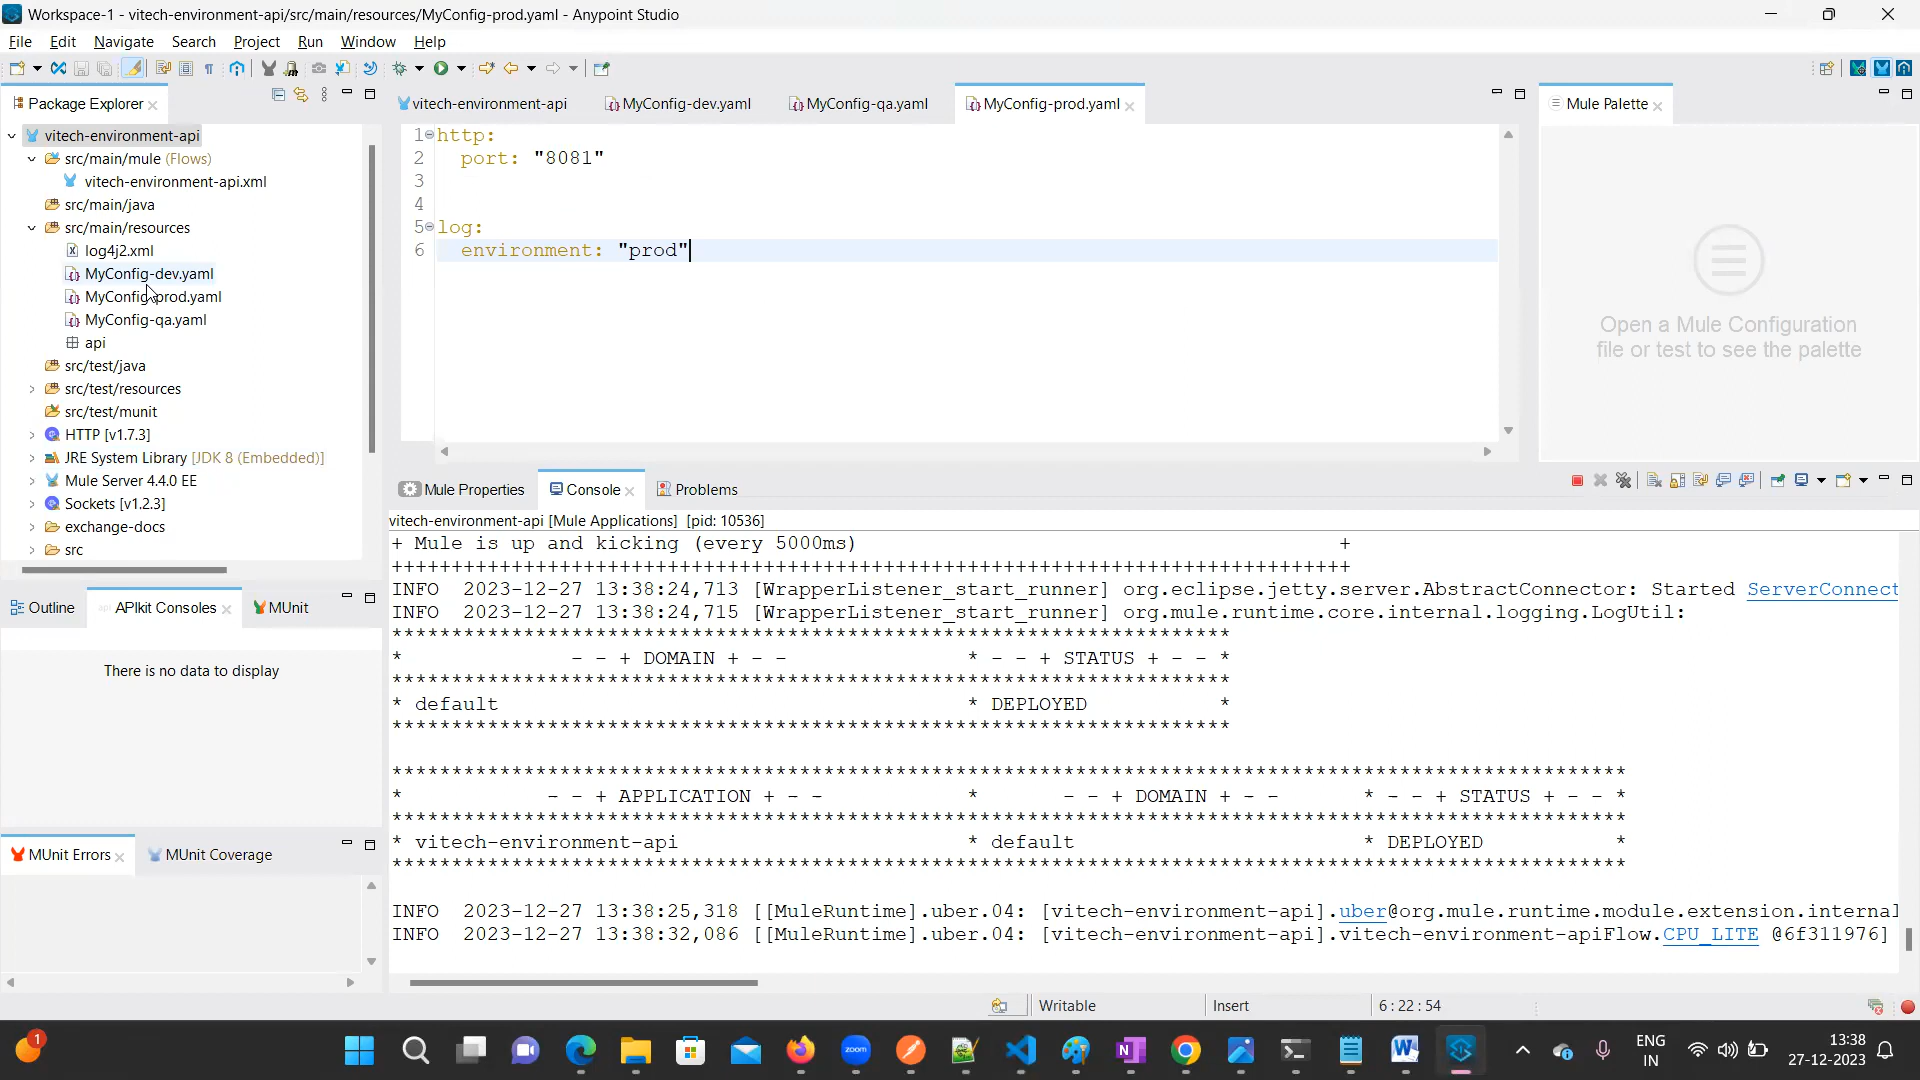 Workspace-1 - vitech-environment-api/src/main/resources/MyConfig-prod.yaml - Anypoint Studio
File Edit Navigate Search Project Run Window Help
Package Explorer
vitech-environment-api
src/main/mule (Flows)
vitech-environment-api.xml
src/main/java
src/main/resources
log4j2.xml
MyConfig-dev.yaml
MyConfig-prod.yaml
MyConfig-qa.yaml
api
src/test/java
src/test/resources
src/test/munit
HTTP [v1.7.3]
JRE System Library [JDK 8 (Embedded)]
Mule Server 4.4.0 EE
Sockets [v1.2.3]
exchange-docs
src
vitech-environment-api MyConfig-dev.yaml MyConfig-qa.yaml MyConfig-prod.yaml
1 http:
2 port: "8081"
3
4
5 log:
6 environment: "prod"
Mule Palette
Open a Mule Configuration
file or test to see the palette
Outline APIkit Consoles MUnit
There is no data to display
MUnit Errors MUnit Coverage
Mule Properties Console Problems
vitech-environment-api [Mule Applications] [pid: 10536]
+ Mule is up and kicking (every 5000ms) +
++++++++++++++++++++++++++++++++++++++++++++++++++++++++++++++++++++++++++++++++
INFO 2023-12-27 13:38:24,713 [WrapperListener_start_runner] org.eclipse.jetty.server.AbstractConnector: Started ServerConnect
INFO 2023-12-27 13:38:24,715 [WrapperListener_start_runner] org.mule.runtime.core.internal.logging.LogUtil:
**********************************************************************
* - - + DOMAIN + - - * - - + STATUS + - - *
**********************************************************************
* default * DEPLOYED *
**********************************************************************
*******************************************************************************************************
* - - + APPLICATION + - - * - - + DOMAIN + - - * - - + STATUS + - - *
*******************************************************************************************************
* vitech-environment-api * default * DEPLOYED *
*******************************************************************************************************
INFO 2023-12-27 13:38:25,318 [[MuleRuntime].uber.04: [vitech-environment-api].uber@org.mule.runtime.module.extension.internal
INFO 2023-12-27 13:38:32,086 [[MuleRuntime].uber.04: [vitech-environment-api].vitech-environment-apiFlow.CPU_LITE @6f311976]
Writable Insert 6 : 22 : 54
1
zoom
ENG
IN
13:38
27-12-2023